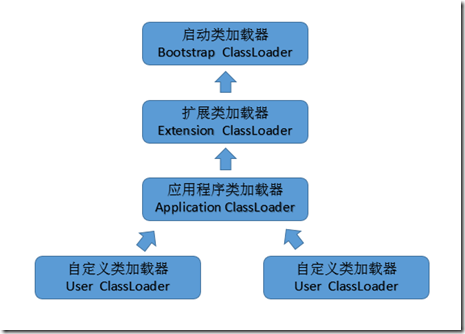 启动类加载器
Bootstrap ClassLoader
扩展类加载器
Extension ClassLoader
应用程序类加载器
Application ClassLoader
自定义类加载器
User ClassLoader
自定义类加载器
User ClassLoader